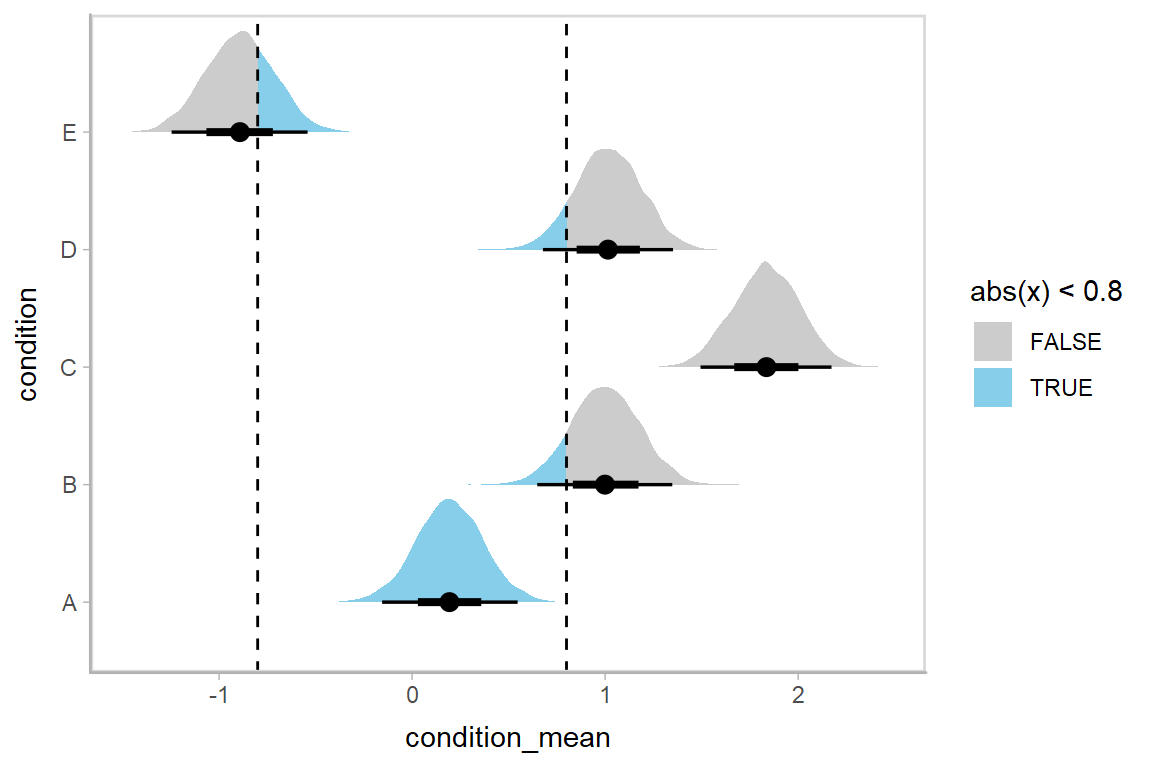 condition
E
D
C
B
A
-1 0 1 2
condition_mean
abs(x) < 0.8
FALSE
TRUE